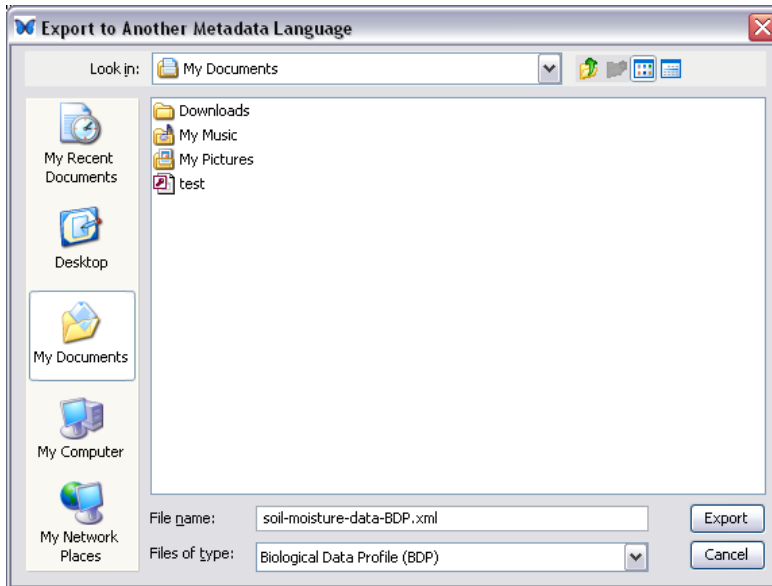 Export to Another Metadata Language
Look in:
My Documents
Downloads
My Music
My Pictures
test
My Recent
Documents
Desktop
My Documents
My Computer
My Network
Places
File name:
soil-moisture-data-BDP.xml
Export
Files of type:
Biological Data Profile (BDP)
Cancel